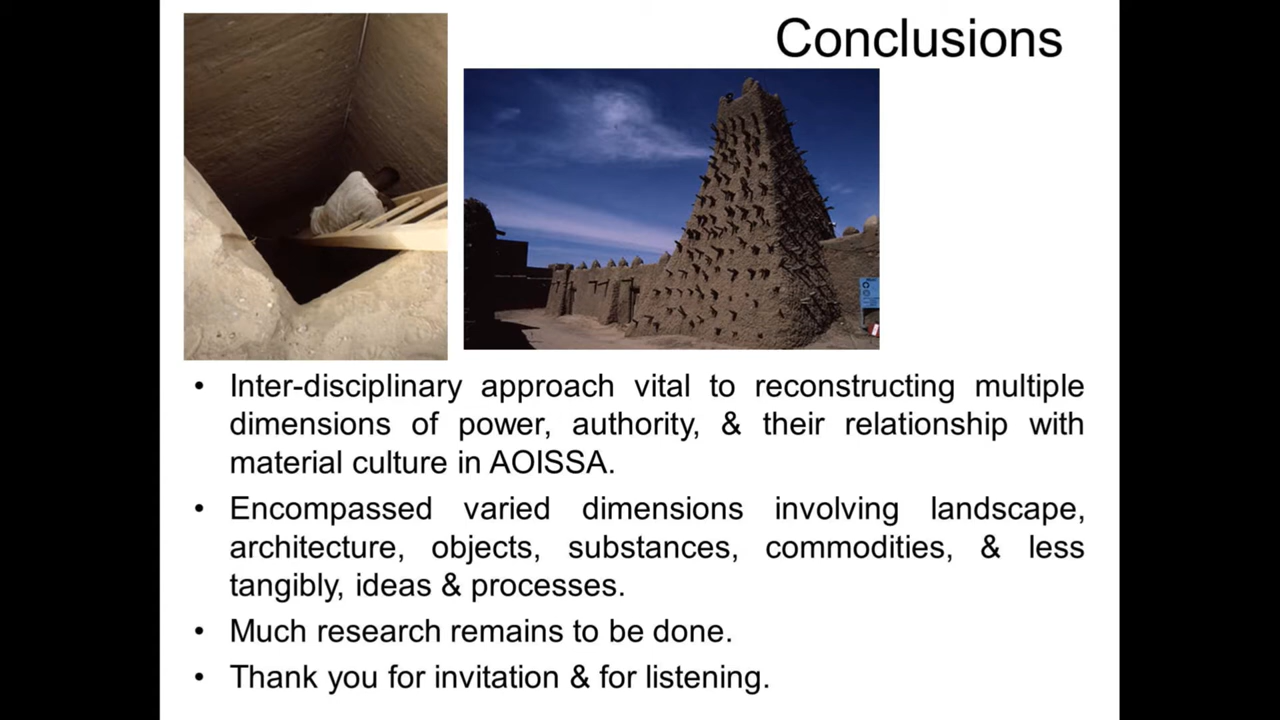 Conclusions
• Inter-disciplinary approach vital to reconstructing multiple
dimensions of power, authority, & their relationship with
material culture in AOISSA.
• Encompassed varied dimensions involving landscape,
architecture, objects, substances, commodities, & less
tangibly, ideas & processes.
• Much research remains to be done.
• Thank you for invitation & for listening.